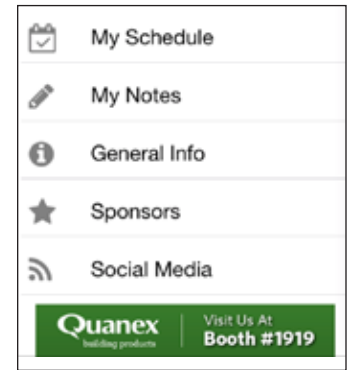 My Schedule
My Notes
General Info
Sponsors
Social Media
Quanex
building products
Visit Us At
Booth #1919